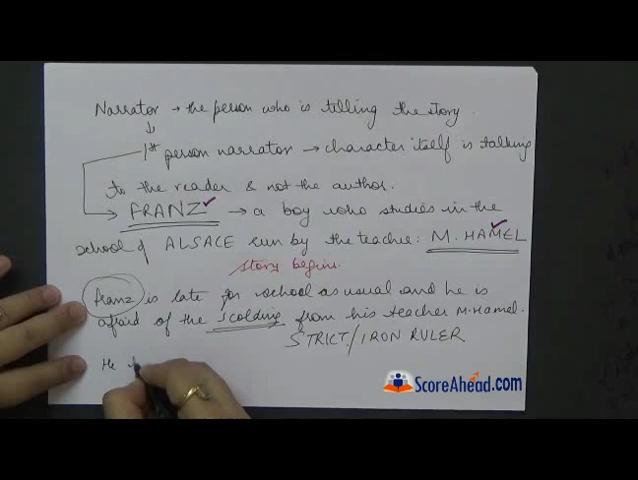 Narrator → the person who is telling the story.
↓
1st person narrator → character itself is talking
to the reader & not the author.
FRANZ ✓ → a boy who studies in the
school of ALSACE run by the teacher: M. HAMEL ✓
Story begins.
Franz is late for school as usual and he is
afraid of the scolding from his teacher M. Hamel.
STRICT/IRON RULER
He
ScoreAhead.com